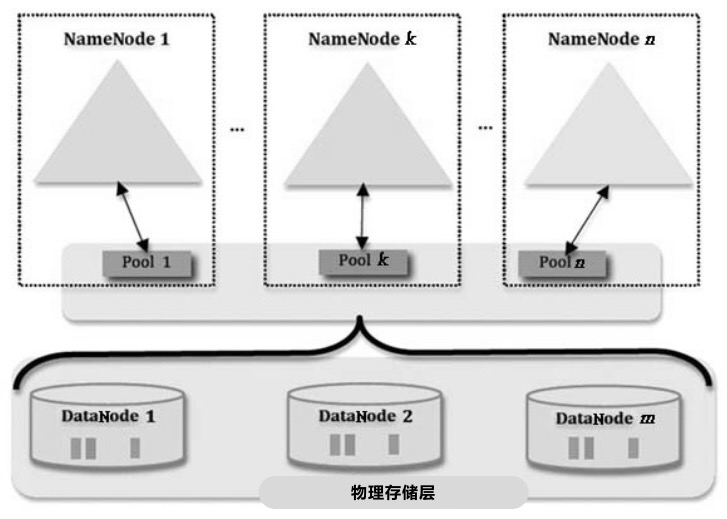 NameNode 1
NameNode k
NameNode n
...
...
Pool 1
Pool k
Pool n
DataNode 1
DataNode 2
DataNode m
物理存储层